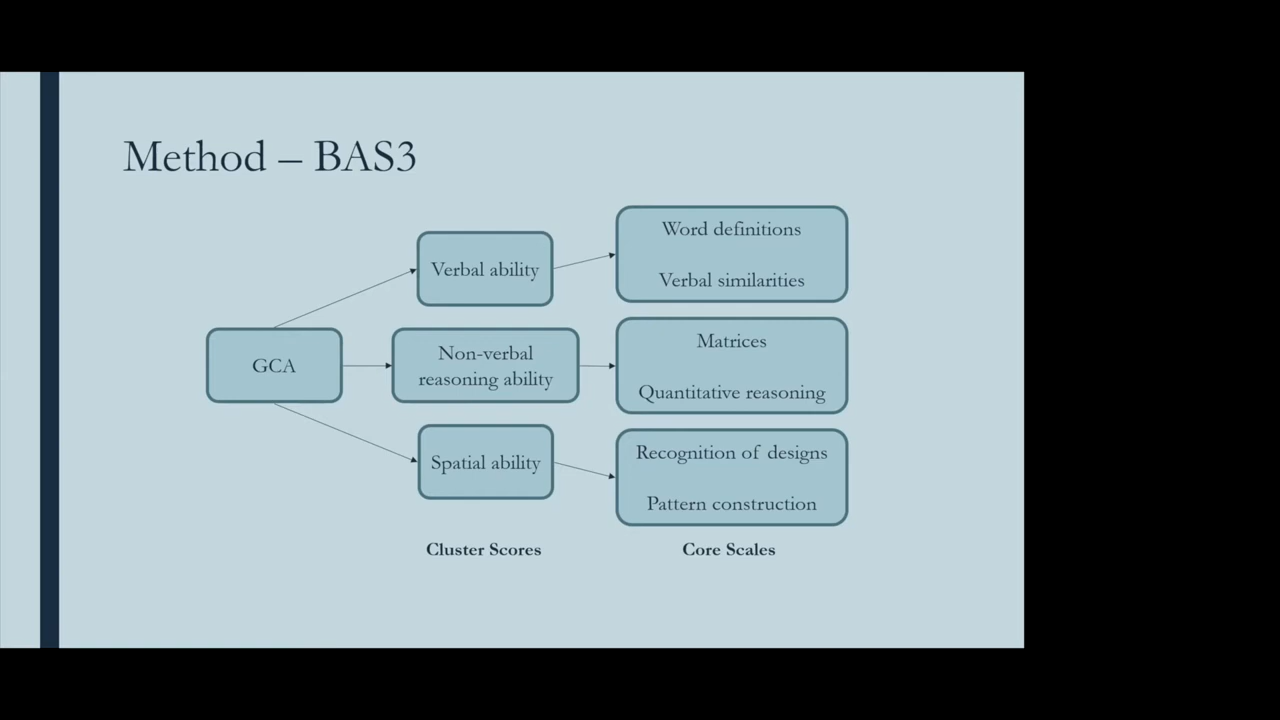 Method – BAS3
Word definitions
Verbal similarities
Verbal ability
Matrices
Non-verbal
reasoning ability
GCA
Quantitative reasoning
Recognition of designs
Spatial ability
Pattern construction
Cluster Scores
Core Scales